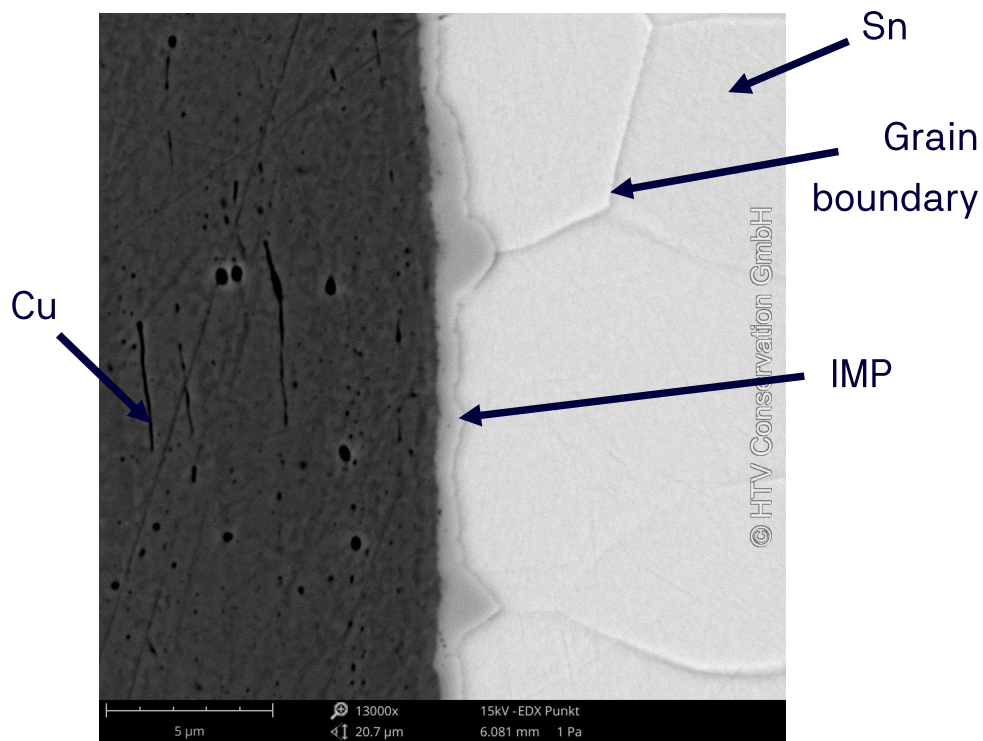 Sn
Grain
boundary
Cu
IMP
© HTV Conservation GmbH
13000x
15kV - EDX Punkt
5 µm
20.7 µm
6.081 mm
1 Pa